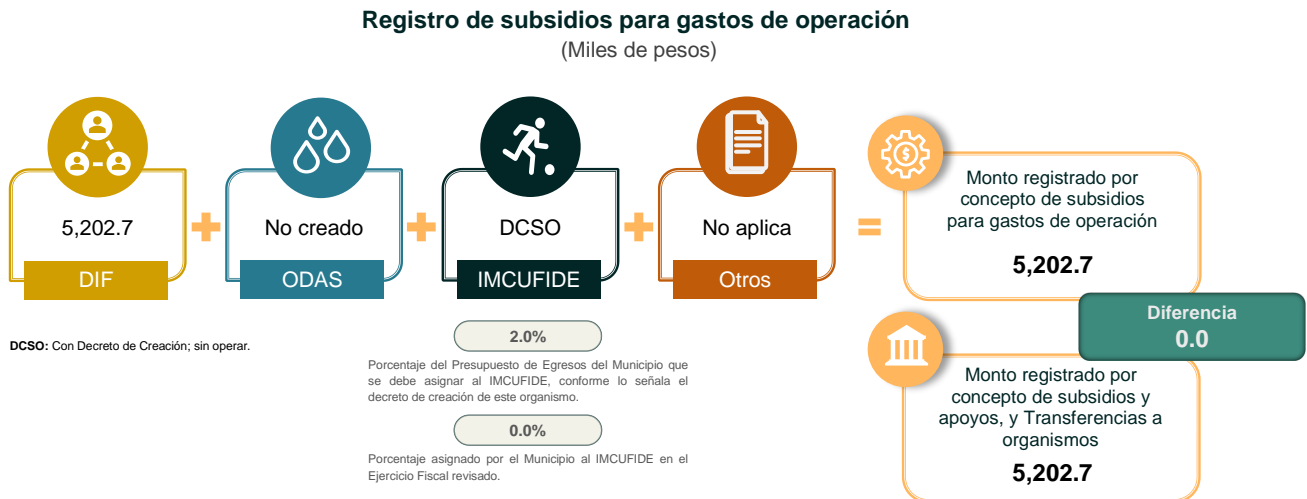 Registro de subsidios para gastos de operación
(Miles de pesos)
5,202.7
DIF
No creado
ODAS
DCSO
IMCUFIDE
No aplica
Otros
Monto registrado por
concepto de subsidios
para gastos de operación
5,202.7
Diferencia
0.0
Monto registrado por
concepto de subsidios y
apoyos, y Transferencias a
organismos
5,202.7
DCSO: Con Decreto de Creación; sin operar.
2.0%
Porcentaje del Presupuesto de Egresos del Municipio que
se debe asignar al IMCUFIDE, conforme lo señala el
decreto de creación de este organismo.
0.0%
Porcentaje asignado por el Municipio al IMCUFIDE en el
Ejercicio Fiscal revisado.